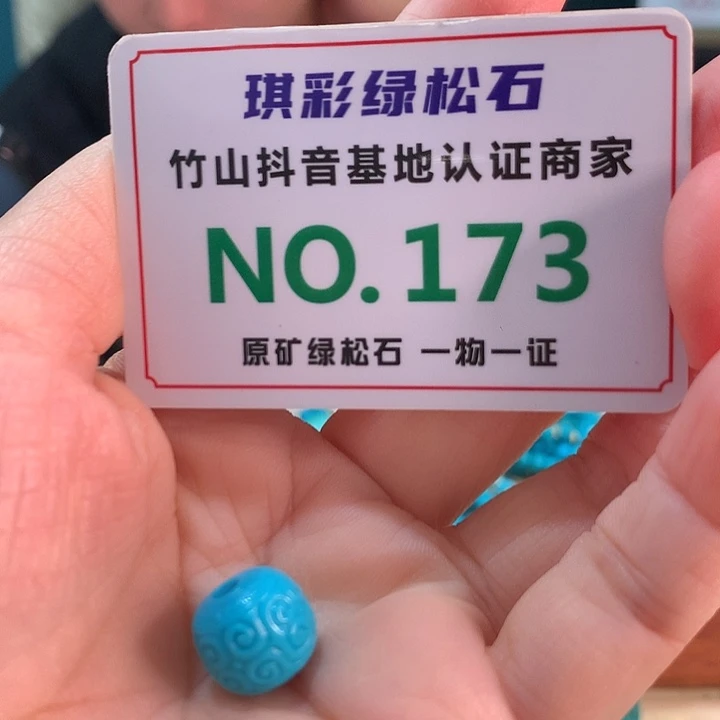 琪彩绿松石
竹山抖音基地认证商家
NO.173
原矿绿松石 一物一证